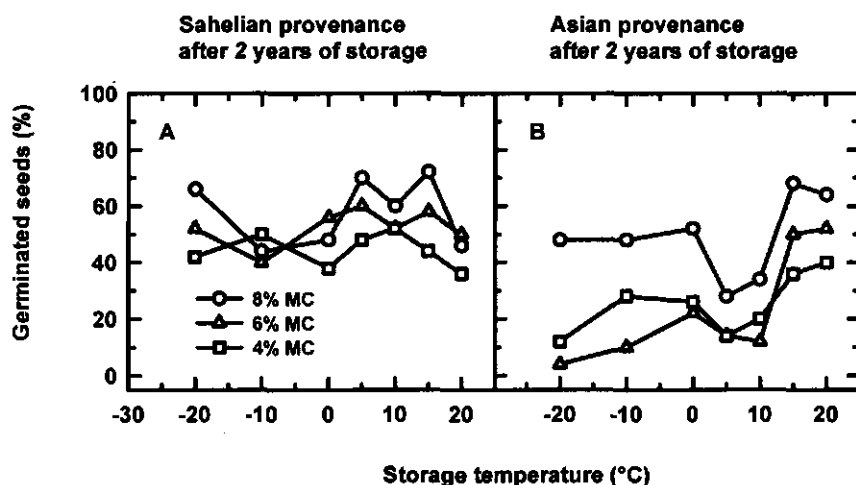 Sahelian provenance
after 2 years of storage
Asian provenance
after 2 years of storage
Germinated seeds (%)
100
80
60
40
20
0
A
8% MC
6% MC
4% MC
B
-30 -20 -10 0 10 20
-20 -10 0 10 20
Storage temperature (°C)